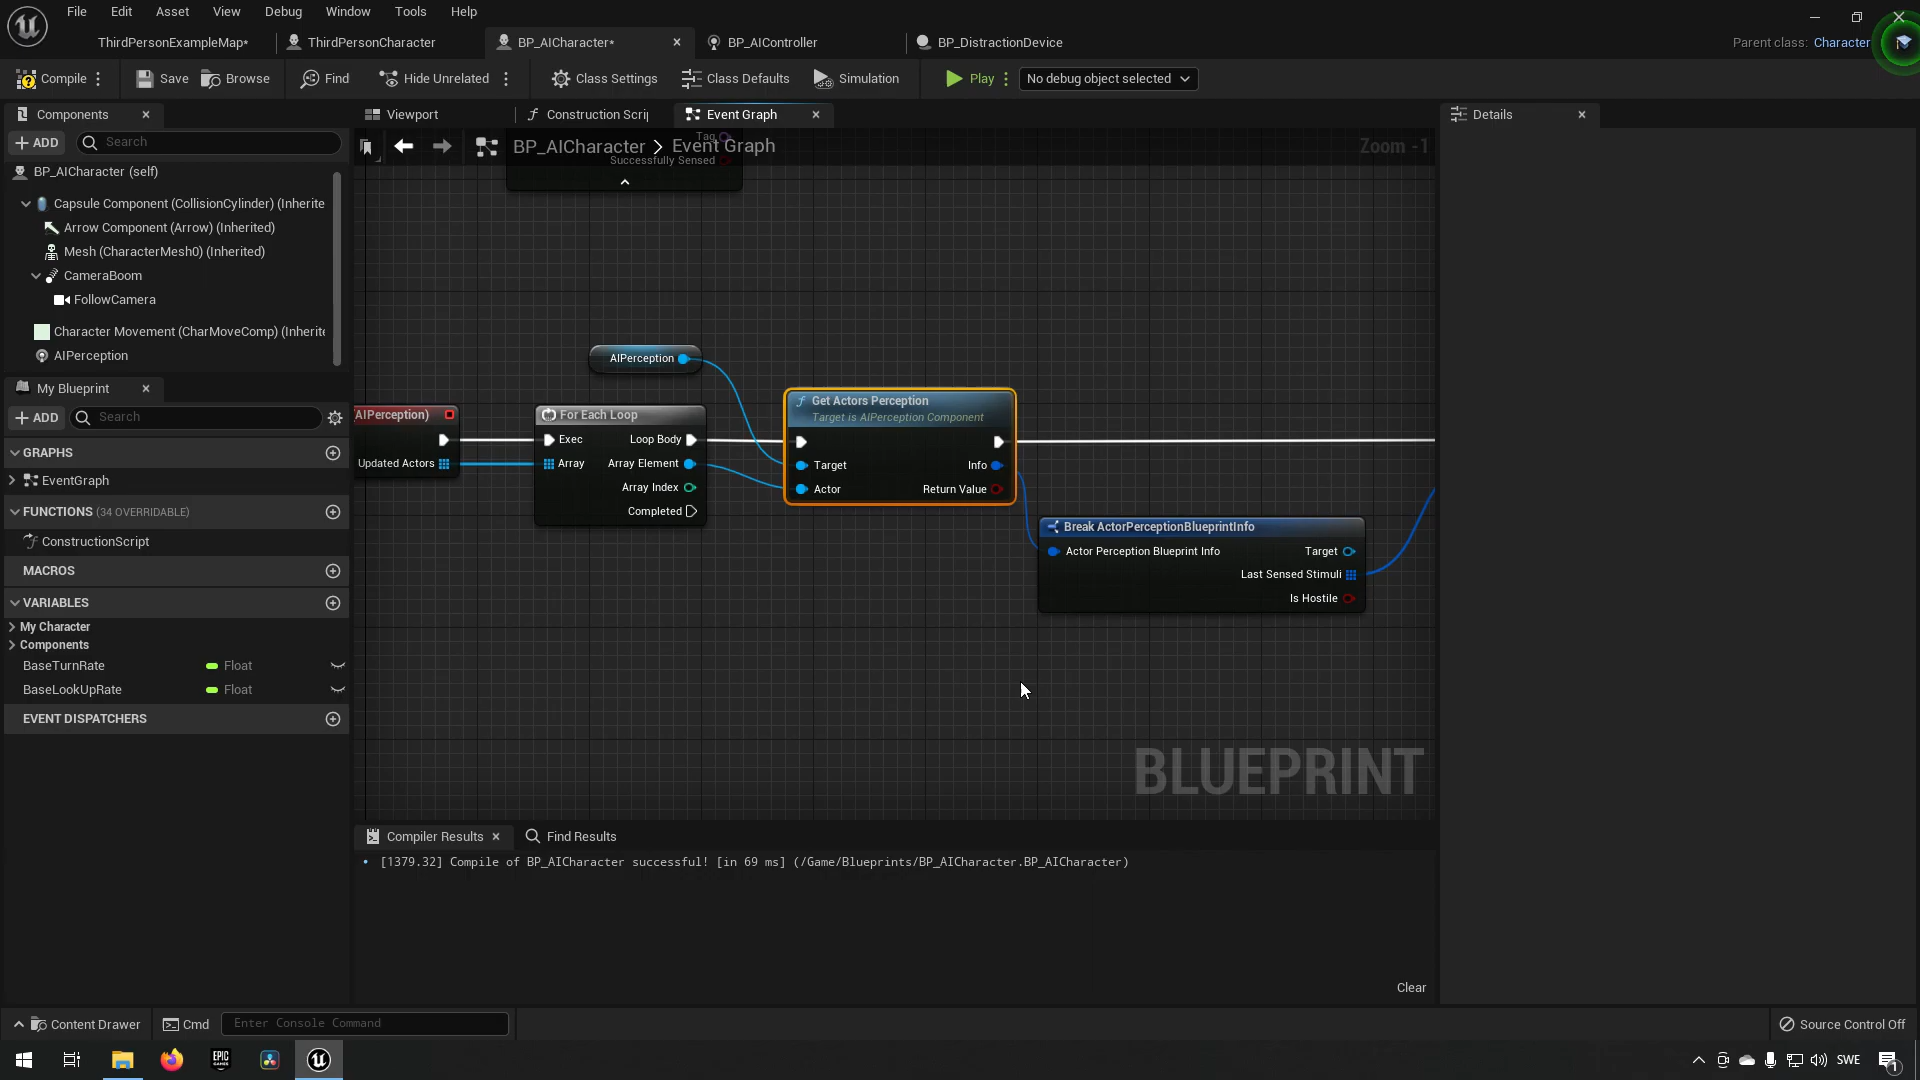 File Edit Asset View Debug Window Tools Help
ThirdPersonExampleMap* ThirdPersonCharacter BP_AICharacter* BP_AIController BP_DistractionDevice Parent class: Character
Compile Save Browse Find Hide Unrelated Class Settings Class Defaults Simulation Play No debug object selected
Components Viewport Construction Scrip Event Graph Details
ADD Search
BP_AICharacter > Event Graph Zoom -1
Tag
Successfully Sensed
BP_AICharacter (self)
Capsule Component (CollisionCylinder) (Inherite
Arrow Component (Arrow) (Inherited)
Mesh (CharacterMesh0) (Inherited)
CameraBoom
FollowCamera
Character Movement (CharMoveComp) (Inherite
AIPerception
My Blueprint
ADD Search
GRAPHS
EventGraph
FUNCTIONS (34 OVERRIDABLE)
ConstructionScript
MACROS
VARIABLES
My Character
Components
BaseTurnRate Float
BaseLookUpRate Float
EVENT DISPATCHERS
AIPerception
AIPerception)
Updated Actors
For Each Loop
Exec Loop Body
Array Array Element
Array Index
Completed
Get Actors Perception
Target is AIPerception Component
Target Info
Actor Return Value
Break ActorPerceptionBlueprintInfo
Actor Perception Blueprint Info Target
Last Sensed Stimuli
Is Hostile
BLUEPRINT
Compiler Results Find Results
[1379.32] Compile of BP_AICharacter successful! [in 69 ms] (/Game/Blueprints/BP_AICharacter.BP_AICharacter)
Clear
Content Drawer Cmd Enter Console Command Source Control Off
EPIC GAMES SWE 1